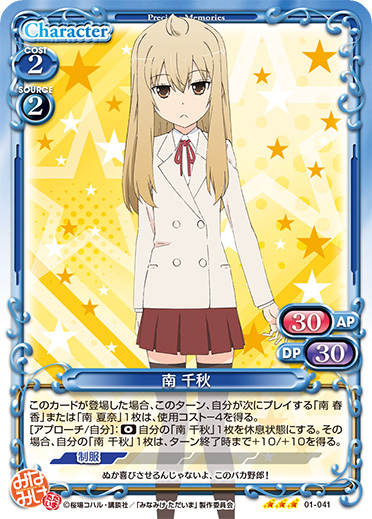 Precious Memories
Character
COST
2
SOURCE
2
30 AP
DP 30
南 千秋
このカードが登場した場合、このターン、自分が次にプレイする「南 春
香」または「南 夏奈」1枚は、使用コスト－4を得る。
[アプローチ/自分]:自分の「南 千秋」1枚を休息状態にする。その
場合、自分の「南 千秋」1枚は、ターン終了時まで+10/+10を得る。
制服
ぬか喜びさせるんじゃないよ、このバカ野郎!
みなみけ
ただいま
©桜場コハル・講談社/「みなみけ ただいま」製作委員会
01-041